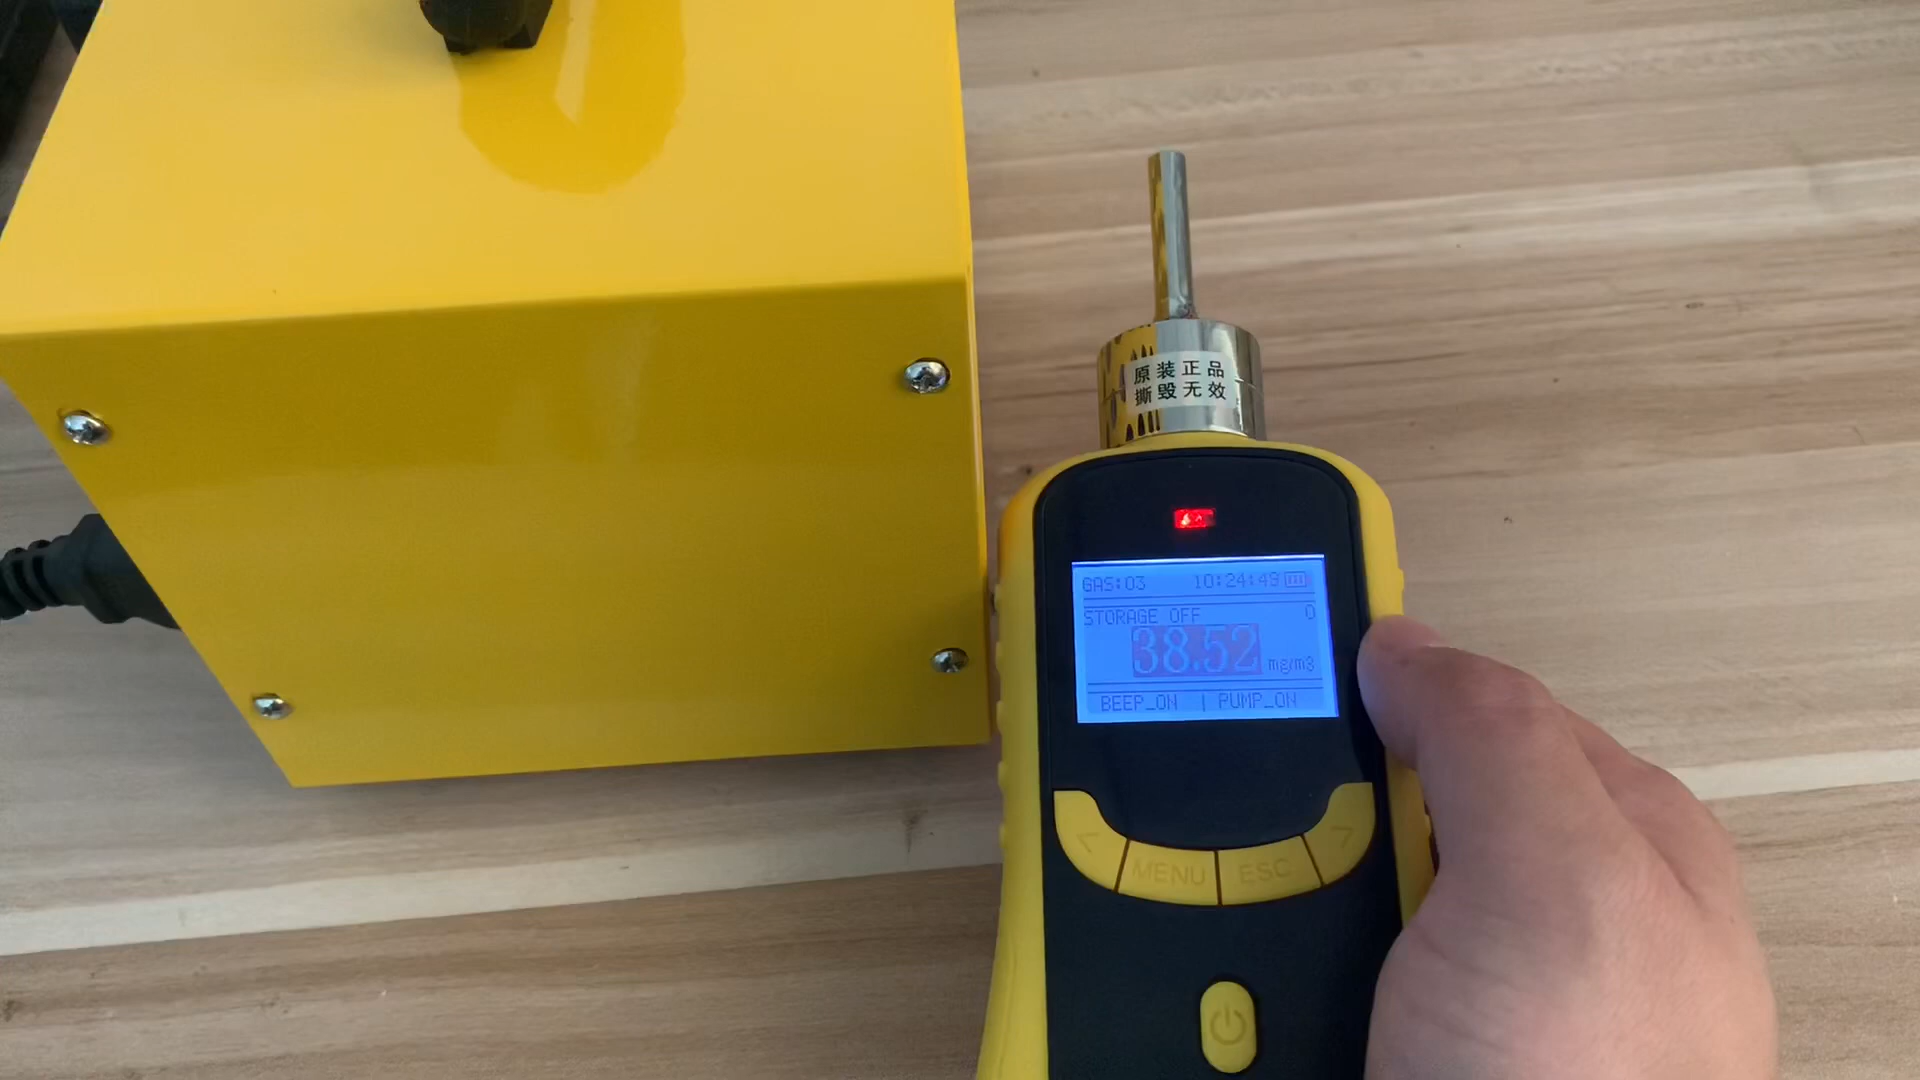 原装正品
撕毁无效
GAS:O3 10:24:49
STORAGE OFF 0
38.52 mg/m3
BEEP_ON | PUMP_ON
< MENU ESC >